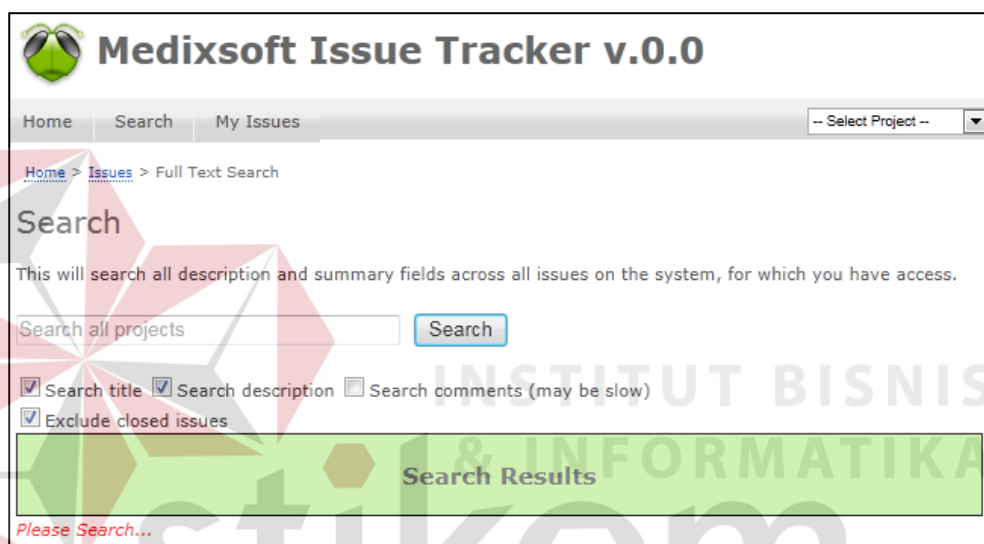 Medixsoft Issue Tracker v.0.0
Home Search My Issues -- Select Project --
Home > Issues > Full Text Search
Search
This will search all description and summary fields across all issues on the system, for which you have access.
Search all projects Search
Search title Search description Search comments (may be slow)
Exclude closed issues
INSTITUT BISNIS
& INFORMATIKA
Search Results
Please Search...
stikom